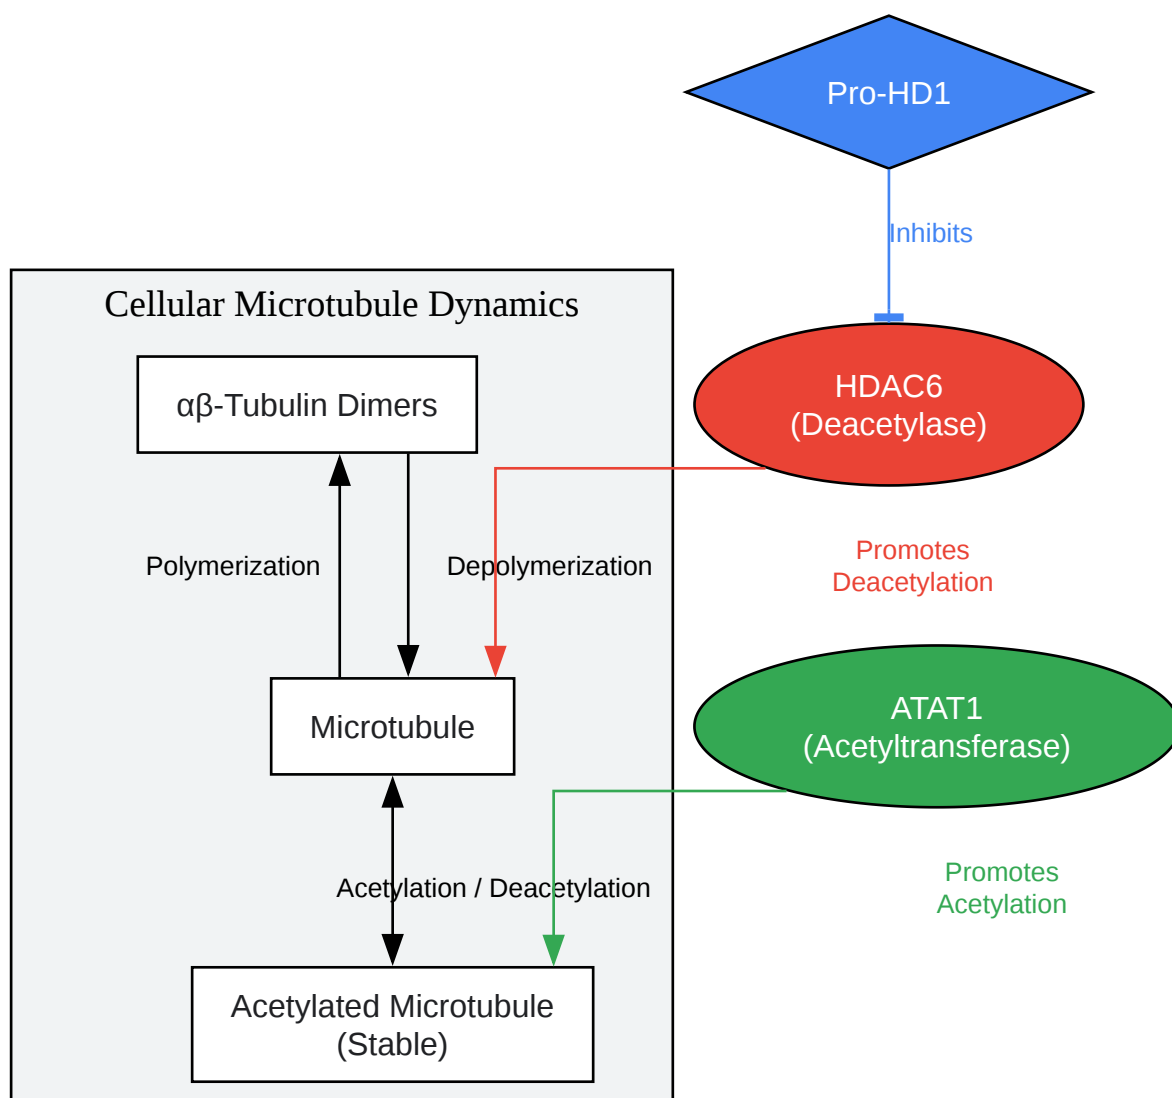 Pro-HD1
Inhibits
Cellular Microtubule Dynamics
αβ-Tubulin Dimers
HDAC6
(Deacetylase)
Polymerization
Depolymerization
Promotes
Deacetylation
Microtubule
ATAT1
(Acetyltransferase)
Acetylation / Deacetylation
Promotes
Acetylation
Acetylated Microtubule
(Stable)